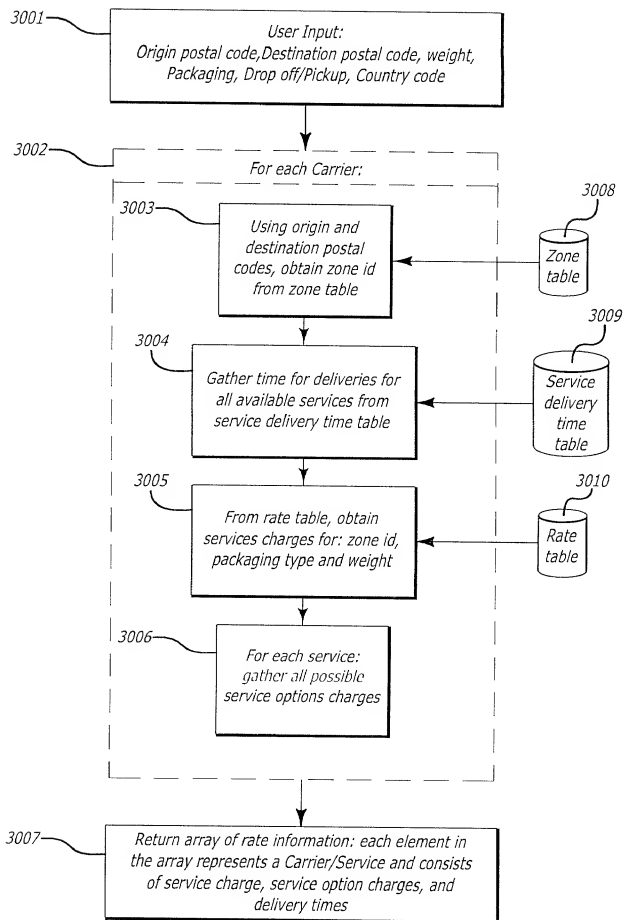 3001
User Input:
Origin postal code,Destination postal code, weight,
Packaging, Drop off/Pickup, Country code
3002
For each Carrier:
3003
Using origin and
destination postal
codes, obtain zone id
from zone table
3008
Zone
table
3004
Gather time for deliveries for
all available services from
service delivery time table
3009
Service
delivery
time
table
3005
From rate table, obtain
services charges for: zone id,
packaging type and weight
3010
Rate
table
3006
For each service:
gather all possible
service options charges
3007
Return array of rate information: each element in
the array represents a Carrier/Service and consists
of service charge, service option charges, and
delivery times